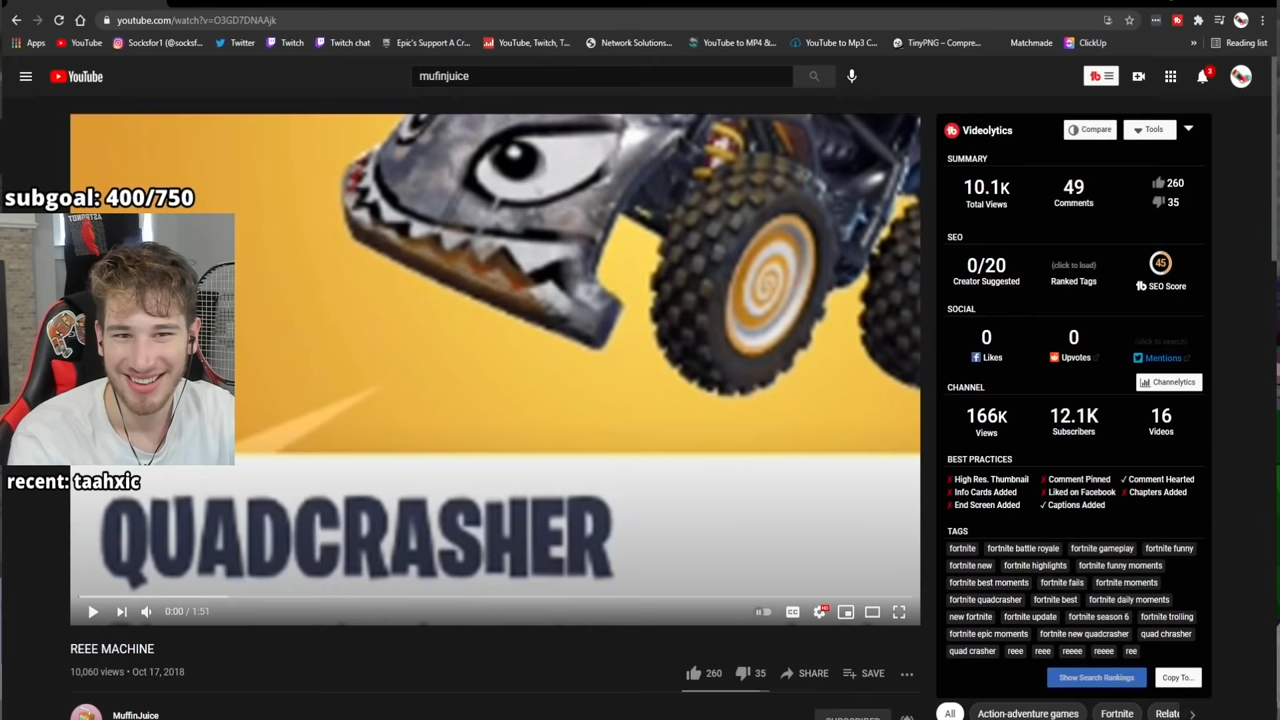 youtube.com/watch?v=O3GD7DNAAjk
Apps YouTube Socksfor1 (@socksf... Twitter Twitch Twitch chat Epic's Support A Cr... YouTube, Twitch, T... Network Solutions... YouTube to MP4 &... YouTube to Mp3 C... TinyPNG – Compre... Matchmade ClickUp » Reading list
YouTube
mufinjuice
3
subgoal: 400/750
recent: taahxic
QUADCRASHER
0:00 / 1:51
CC
HD
REEE MACHINE
10,060 views • Oct 17, 2018
260 35 SHARE SAVE
MuffinJuice
SUBSCRIBED
Videolytics Compare Tools
SUMMARY
10.1K 49 260
Total Views Comments 35
SEO
0/20 (click to load) 45
Creator Suggested Ranked Tags SEO Score
SOCIAL
0 0 (click to search)
Likes Upvotes Mentions
CHANNEL Channelytics
166K 12.1K 16
Views Subscribers Videos
BEST PRACTICES
✗ High Res. Thumbnail ✗ Comment Pinned ✓ Comment Hearted
✗ Info Cards Added ✗ Liked on Facebook ✗ Chapters Added
✗ End Screen Added ✓ Captions Added
TAGS
fortnite fortnite battle royale fortnite gameplay fortnite funny
fortnite new fortnite highlights fortnite funny moments
fortnite best moments fortnite fails fortnite moments
fortnite quadcrasher fortnite best fortnite daily moments
new fortnite fortnite update fortnite season 6 fortnite trolling
fortnite epic moments fortnite new quadcrasher quad chrasher
quad crasher reee reee reeee reeee ree
Show Search Rankings Copy To...
All Action-adventure games Fortnite Relate